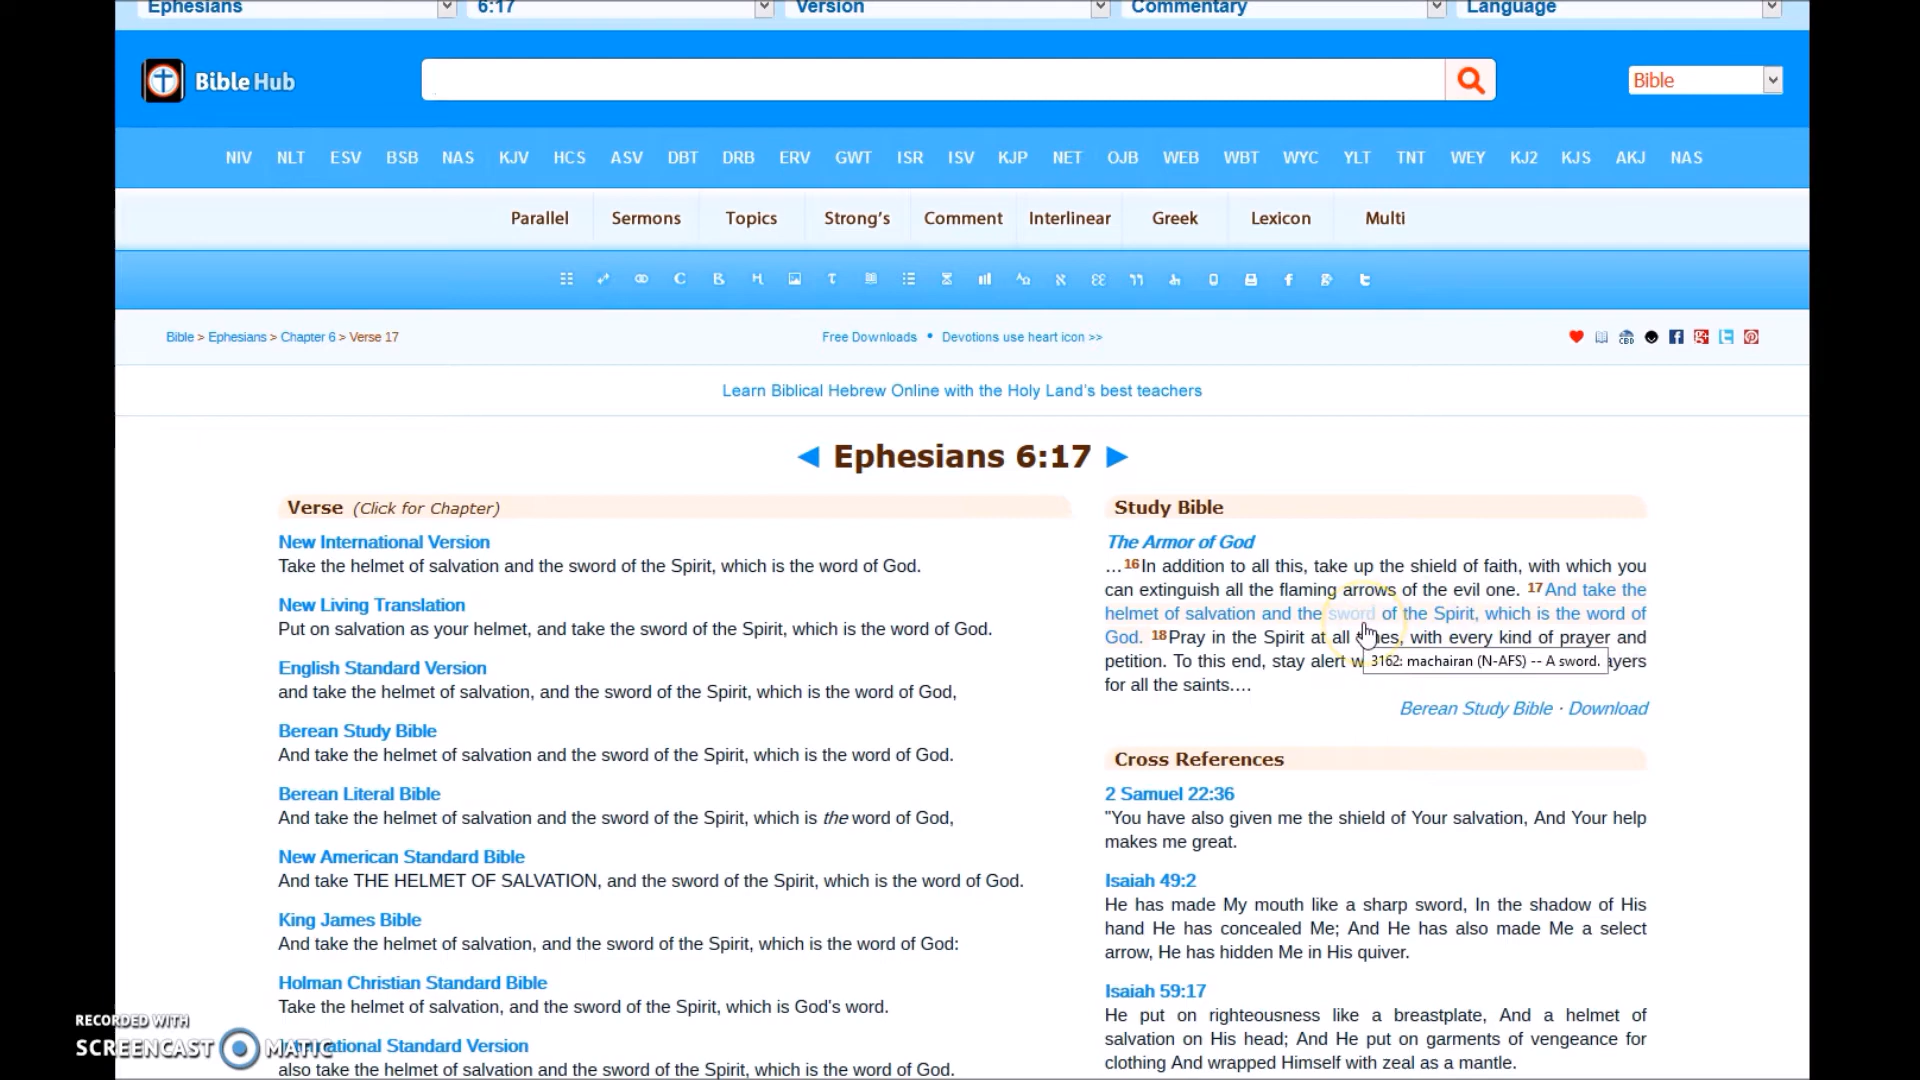 Ephesians 6:17 Version Commentary Language
Bible Hub
Bible
NIV NLT ESV BSB NAS KJV HCS ASV DBT DRB ERV GWT ISR ISV KJP NET OJB WEB WBT WYC YLT TNT WEY KJ2 KJS AKJ NAS
Parallel Sermons Topics Strong's Comment Interlinear Greek Lexicon Multi
Bible > Ephesians > Chapter 6 > Verse 17
Free Downloads • Devotions use heart icon >>
Learn Biblical Hebrew Online with the Holy Land's best teachers
◄ Ephesians 6:17 ►
Verse (Click for Chapter)
New International Version
Take the helmet of salvation and the sword of the Spirit, which is the word of God.
New Living Translation
Put on salvation as your helmet, and take the sword of the Spirit, which is the word of God.
English Standard Version
and take the helmet of salvation, and the sword of the Spirit, which is the word of God,
Berean Study Bible
And take the helmet of salvation and the sword of the Spirit, which is the word of God.
Berean Literal Bible
And take the helmet of salvation and the sword of the Spirit, which is the word of God,
New American Standard Bible
And take THE HELMET OF SALVATION, and the sword of the Spirit, which is the word of God.
King James Bible
And take the helmet of salvation, and the sword of the Spirit, which is the word of God:
Holman Christian Standard Bible
Take the helmet of salvation, and the sword of the Spirit, which is God's word.
International Standard Version
also take the helmet of salvation and the sword of the Spirit, which is the word of God.
Study Bible
The Armor of God
…16In addition to all this, take up the shield of faith, with which you
can extinguish all the flaming arrows of the evil one. 17And take the
helmet of salvation and the sword of the Spirit, which is the word of
God. 18Pray in the Spirit at all times, with every kind of prayer and
petition. To this end, stay alert w ayers
3162: machairan (N-AFS) -- A sword.
for all the saints.…
Berean Study Bible · Download
Cross References
2 Samuel 22:36
"You have also given me the shield of Your salvation, And Your help
makes me great.
Isaiah 49:2
He has made My mouth like a sharp sword, In the shadow of His
hand He has concealed Me; And He has also made Me a select
arrow, He has hidden Me in His quiver.
Isaiah 59:17
He put on righteousness like a breastplate, And a helmet of
salvation on His head; And He put on garments of vengeance for
clothing And wrapped Himself with zeal as a mantle.
RECORDED WITH
SCREENCAST MATIC